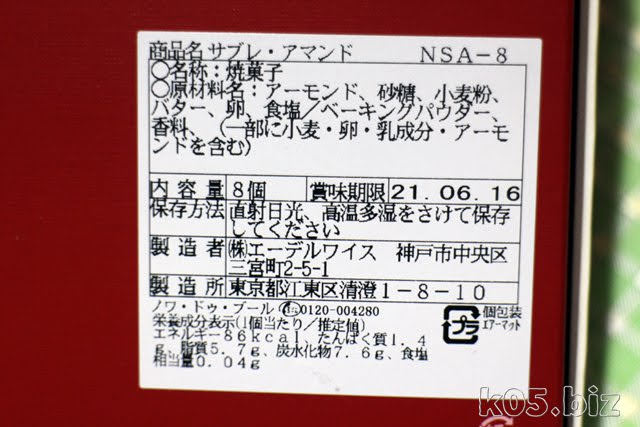 商品名 サブレ・アマンド NSA-8
○名称：焼菓子
○原材料名：アーモンド、砂糖、小麦粉、
バター、卵、食塩／ベーキングパウダー、
香料、（一部に小麦・卵・乳成分・アーモ
ンドを含む）
内容量 8個 賞味期限 21.06.16
保存方法 直射日光、高温多湿をさけて保存
してください
製造者 ㈱エーデルワイス 神戸市中央区
三宮町2-5-1
製造所 東京都江東区清澄1-8-10
ノワ・ドゥ・ブール 0120-004280
栄養成分表示(1個当たり／推定値)
エネルギー86kcal、たんぱく質1.4
g、脂質5.7g、炭水化物7.6g、食塩
相当量0.04g
プラ
個包装
エアーマット
k05.biz